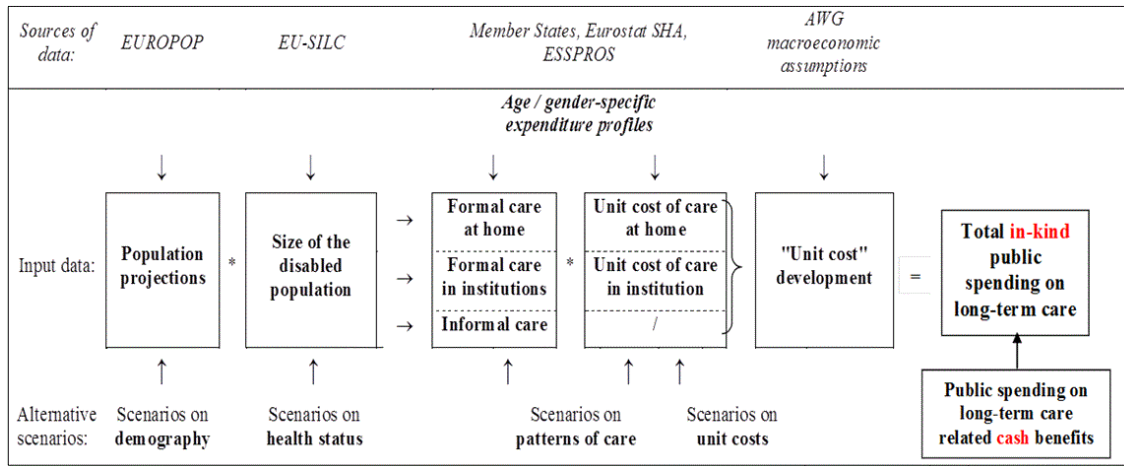 Sources of
data:
EUROPOP
EU-SILC
Member States, Eurostat SHA,
ESSPROS
AWG
macroeconomic
assumptions
Age / gender-specific
expenditure profiles
Input data:
Population
projections
*
Size of the
disabled
population
→
Formal care
at home
→
Formal care
in institutions
→
Informal care
*
Unit cost of care
at home
Unit cost of care
in institution
/
"Unit cost"
development
=
Total in-kind
public
spending on
long-term care
Public spending on
long-term care
related cash benefits
Alternative
scenarios:
Scenarios on
demography
Scenarios on
health status
Scenarios on
patterns of care
Scenarios on
unit costs